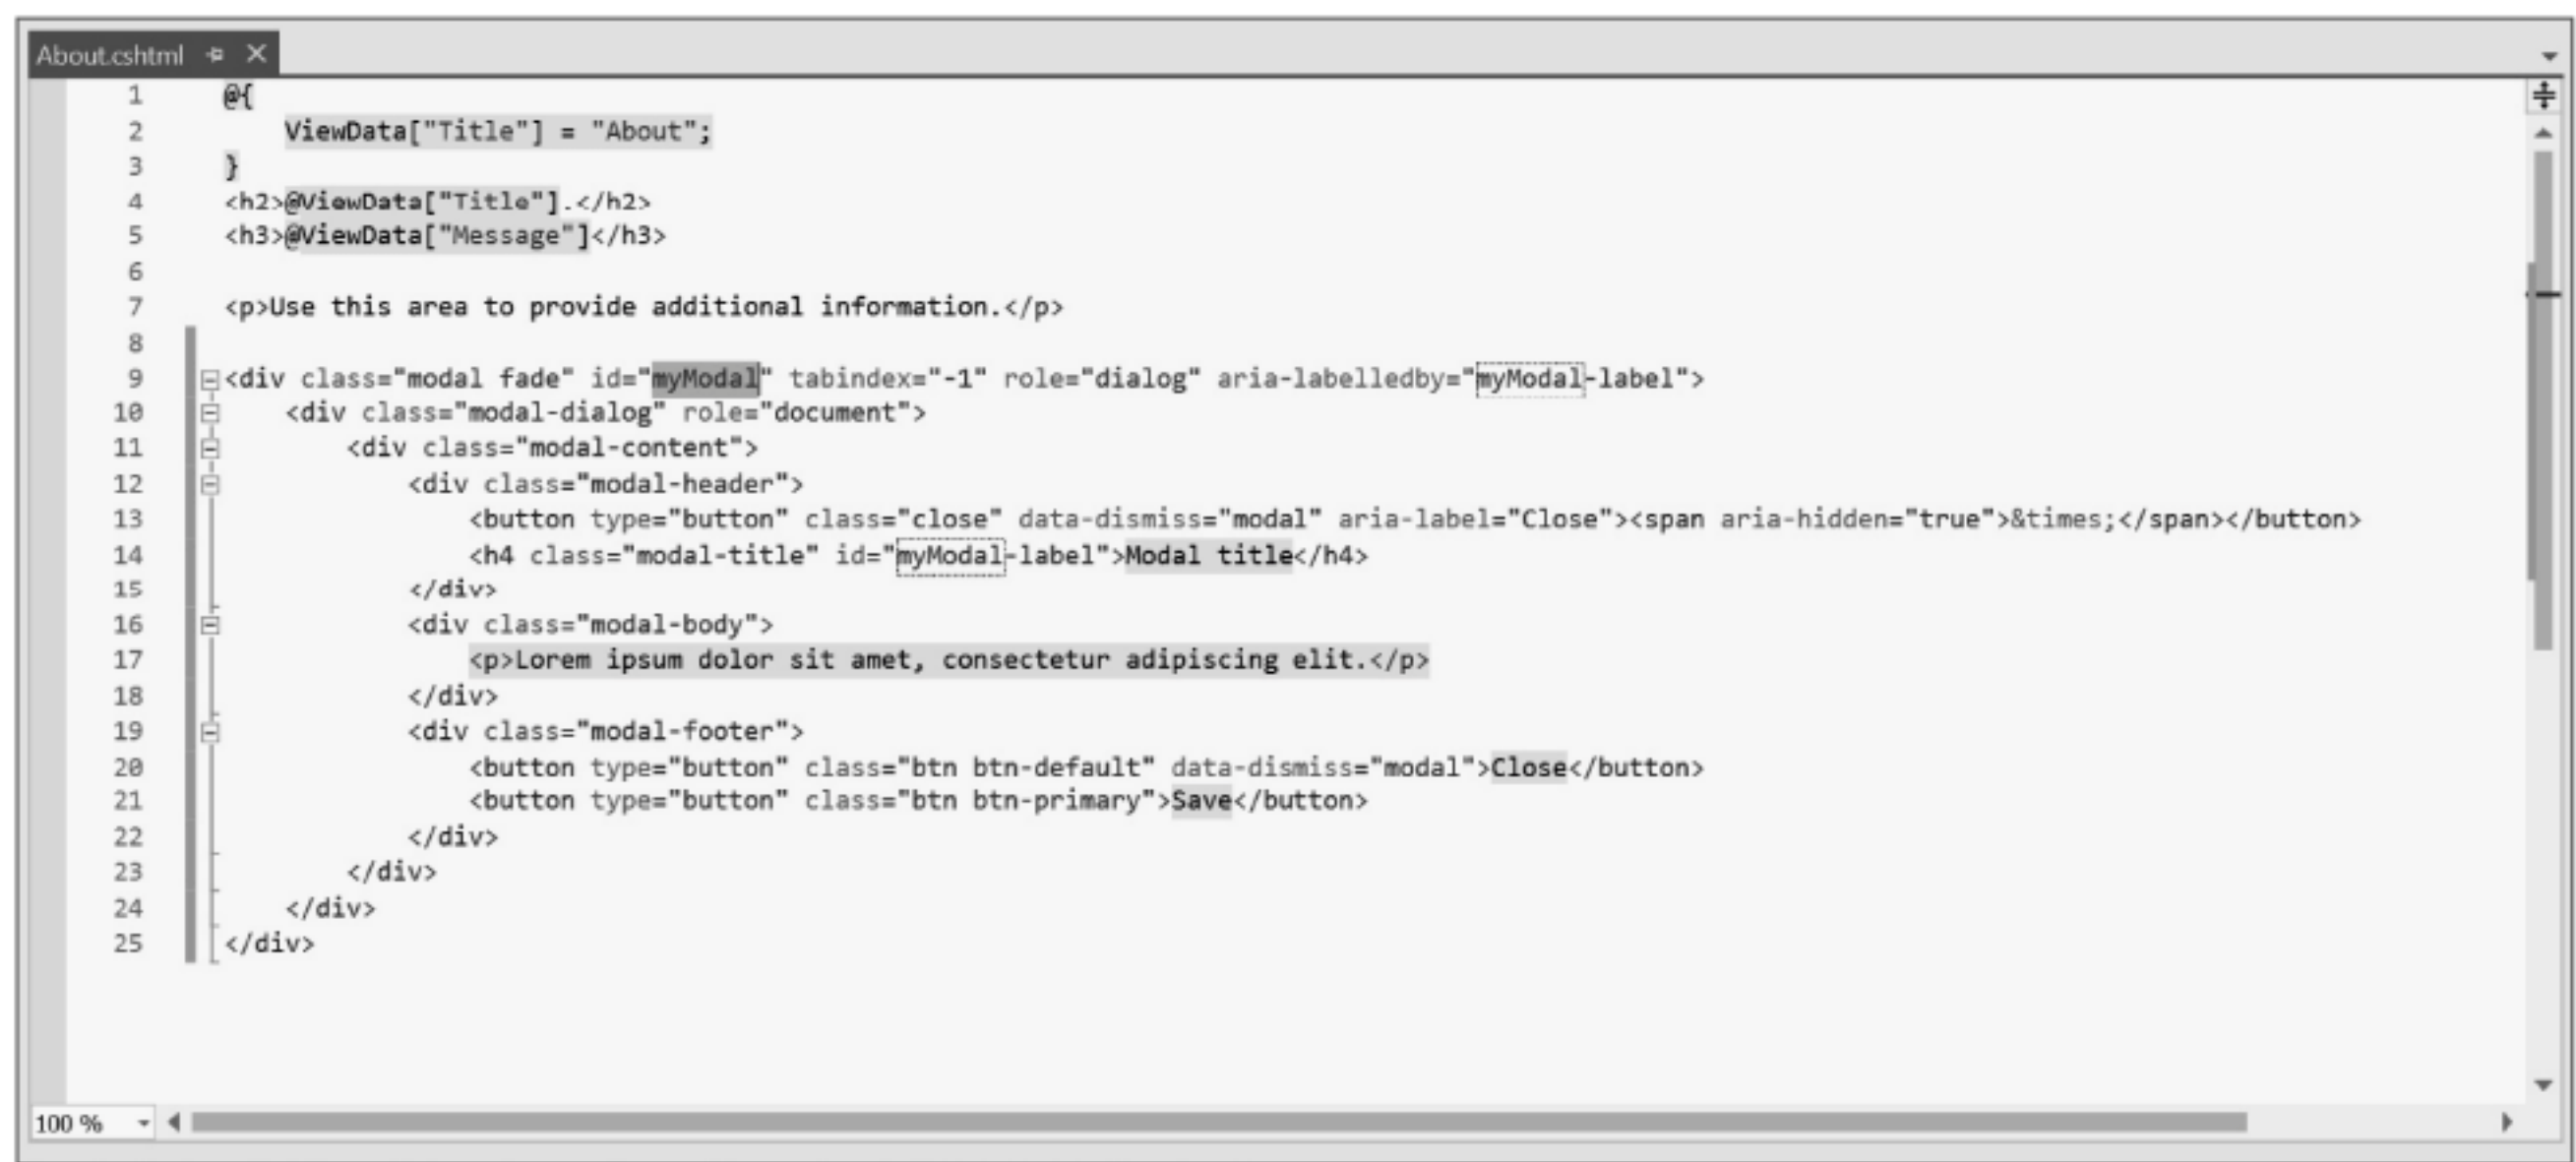 About.cshtml
1 @{
2     ViewData["Title"] = "About";
3 }
4 <h2>@ViewData["Title"].</h2>
5 <h3>@ViewData["Message"]</h3>
6
7 <p>Use this area to provide additional information.</p>
8
9 <div class="modal fade" id="myModal" tabindex="-1" role="dialog" aria-labelledby="myModal-label">
10     <div class="modal-dialog" role="document">
11         <div class="modal-content">
12             <div class="modal-header">
13                 <button type="button" class="close" data-dismiss="modal" aria-label="Close"><span aria-hidden="true">&times;</span></button>
14                 <h4 class="modal-title" id="myModal-label">Modal title</h4>
15             </div>
16             <div class="modal-body">
17                 <p>Lorem ipsum dolor sit amet, consectetur adipiscing elit.</p>
18             </div>
19             <div class="modal-footer">
20                 <button type="button" class="btn btn-default" data-dismiss="modal">Close</button>
21                 <button type="button" class="btn btn-primary">Save</button>
22             </div>
23         </div>
24     </div>
25 </div>
100 %